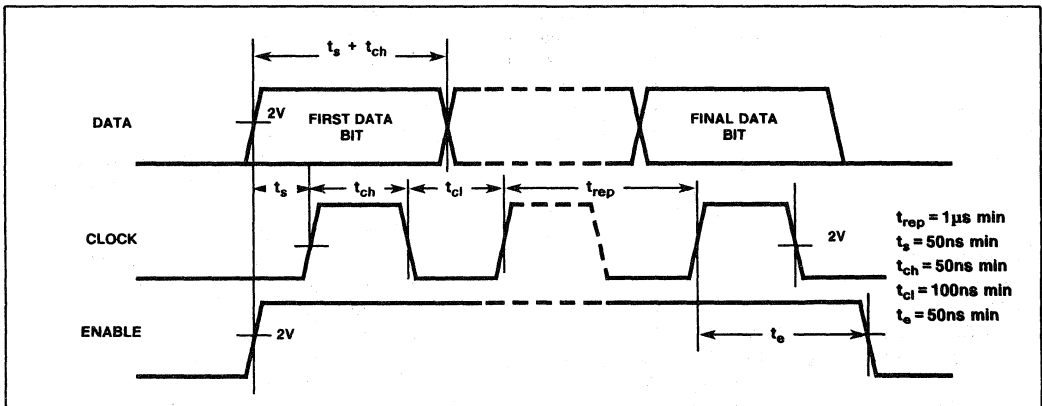 t_s + t_ch
DATA
2V
FIRST DATA
BIT
FINAL DATA
BIT
t_s
t_ch
t_cl
t_rep
CLOCK
2V
t_rep = 1μs min
t_s = 50ns min
t_ch = 50ns min
t_cl = 100ns min
t_e = 50ns min
ENABLE
2V
t_e